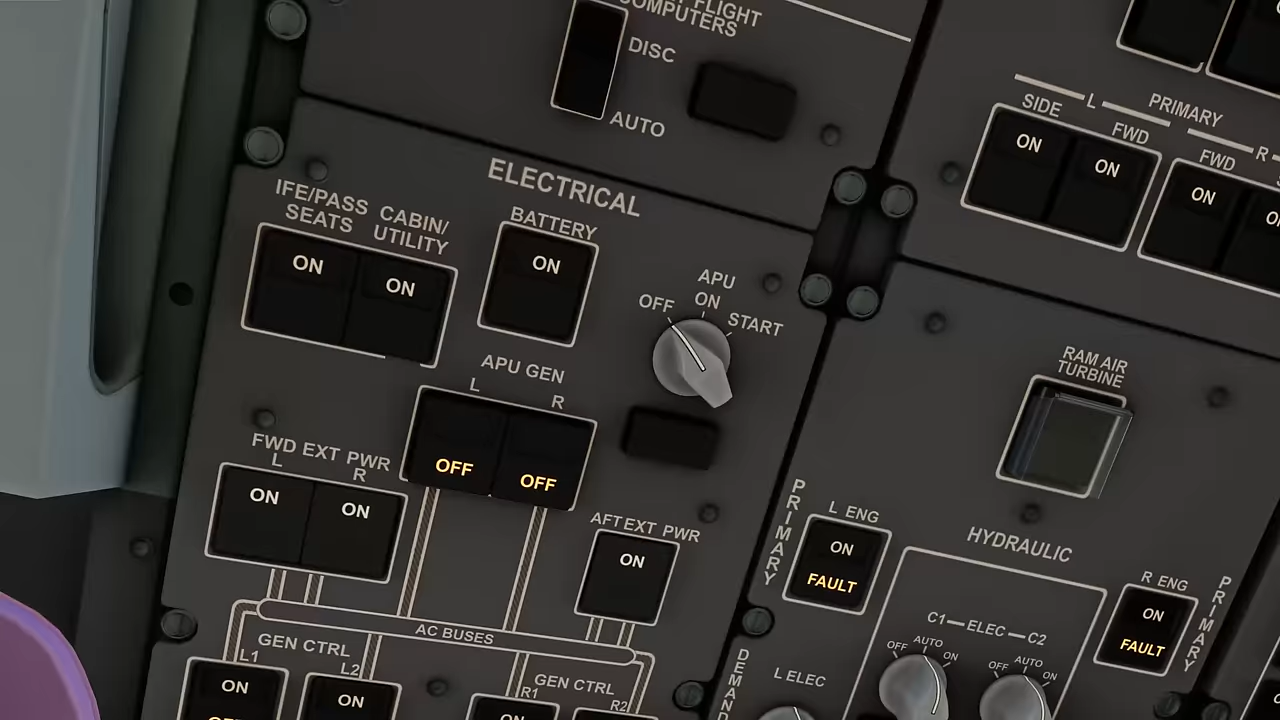 FLIGHT
COMPUTERS
DISC
AUTO
ELECTRICAL
IFE/PASS
SEATS
CABIN/
UTILITY
ON
ON
BATTERY
ON
APU
OFF
ON
START
APU GEN
L
R
OFF
OFF
FWD EXT PWR
L
R
ON
ON
AFT EXT PWR
ON
AC BUSES
GEN CTRL
L1
L2
ON
ON
GEN CTRL
R1
R2
ON
L
PRIMARY
R
SIDE
FWD
FWD
ON
ON
ON
RAM AIR
TURBINE
HYDRAULIC
PRIMARY
L ENG
ON
FAULT
R ENG
PRIMARY
ON
FAULT
C1
ELEC
C2
OFF
AUTO
ON
OFF
AUTO
ON
DEMAND
L ELEC